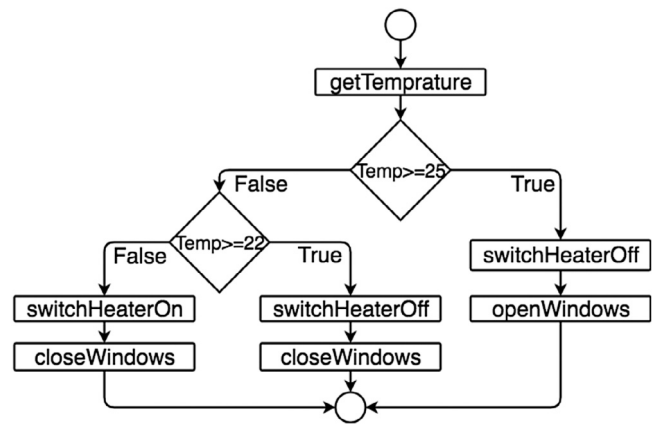 getTemprature
Temp>=25
False
True
Temp>=22
False
True
switchHeaterOff
switchHeaterOn
switchHeaterOff
openWindows
closeWindows
closeWindows